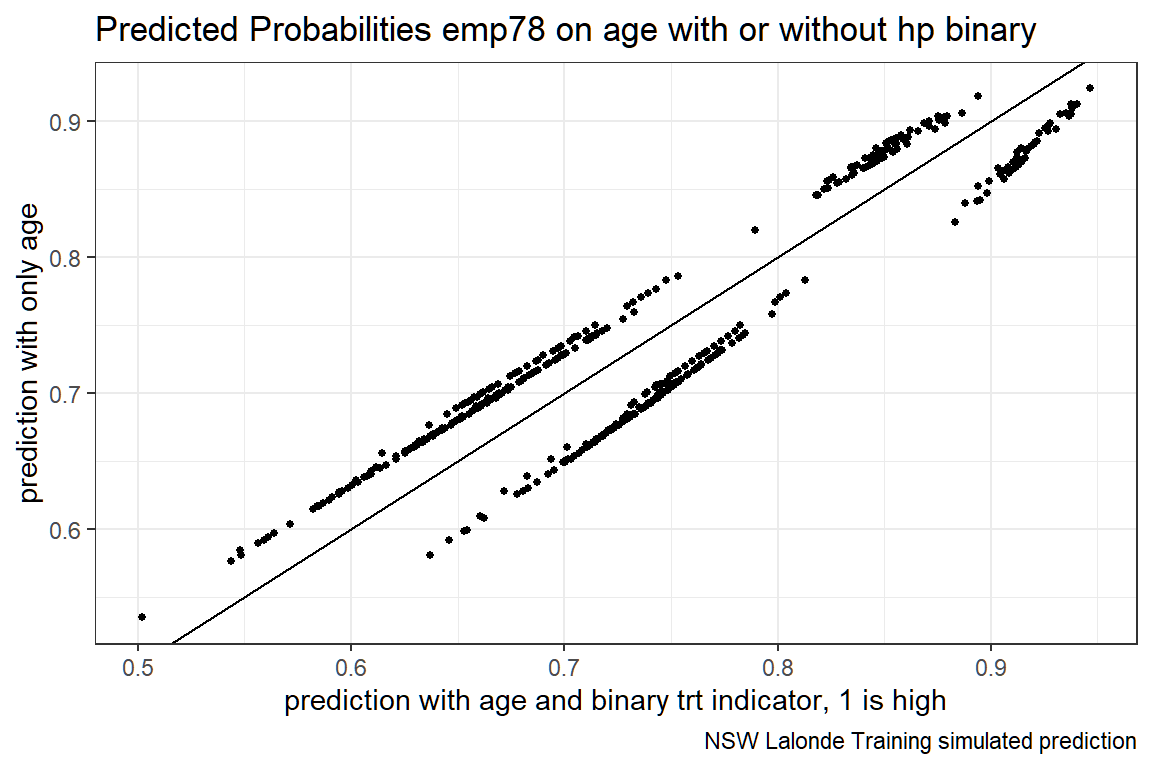 Predicted Probabilities emp78 on age with or without hp binary
prediction with only age
0.9
0.8
0.7
0.6
0.5 0.6 0.7 0.8 0.9
prediction with age and binary trt indicator, 1 is high
NSW Lalonde Training simulated prediction